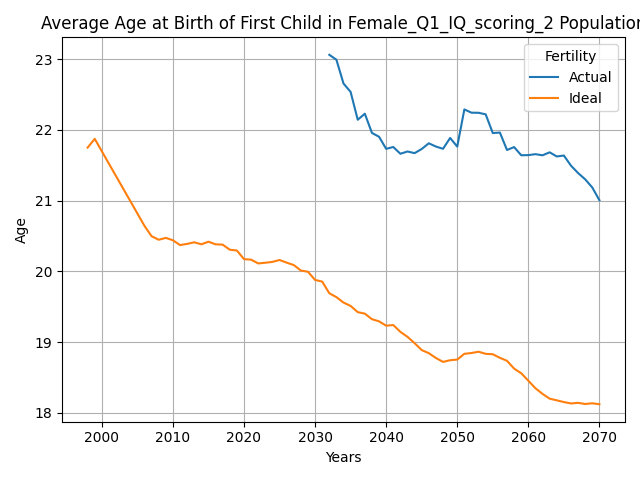 Average Age at Birth of First Child in Female_Q1_IQ_scoring_2 Population
Fertility
Actual
Ideal
23
22
21
20
19
18
Age
2000
2010
2020
2030
2040
2050
2060
2070
Years